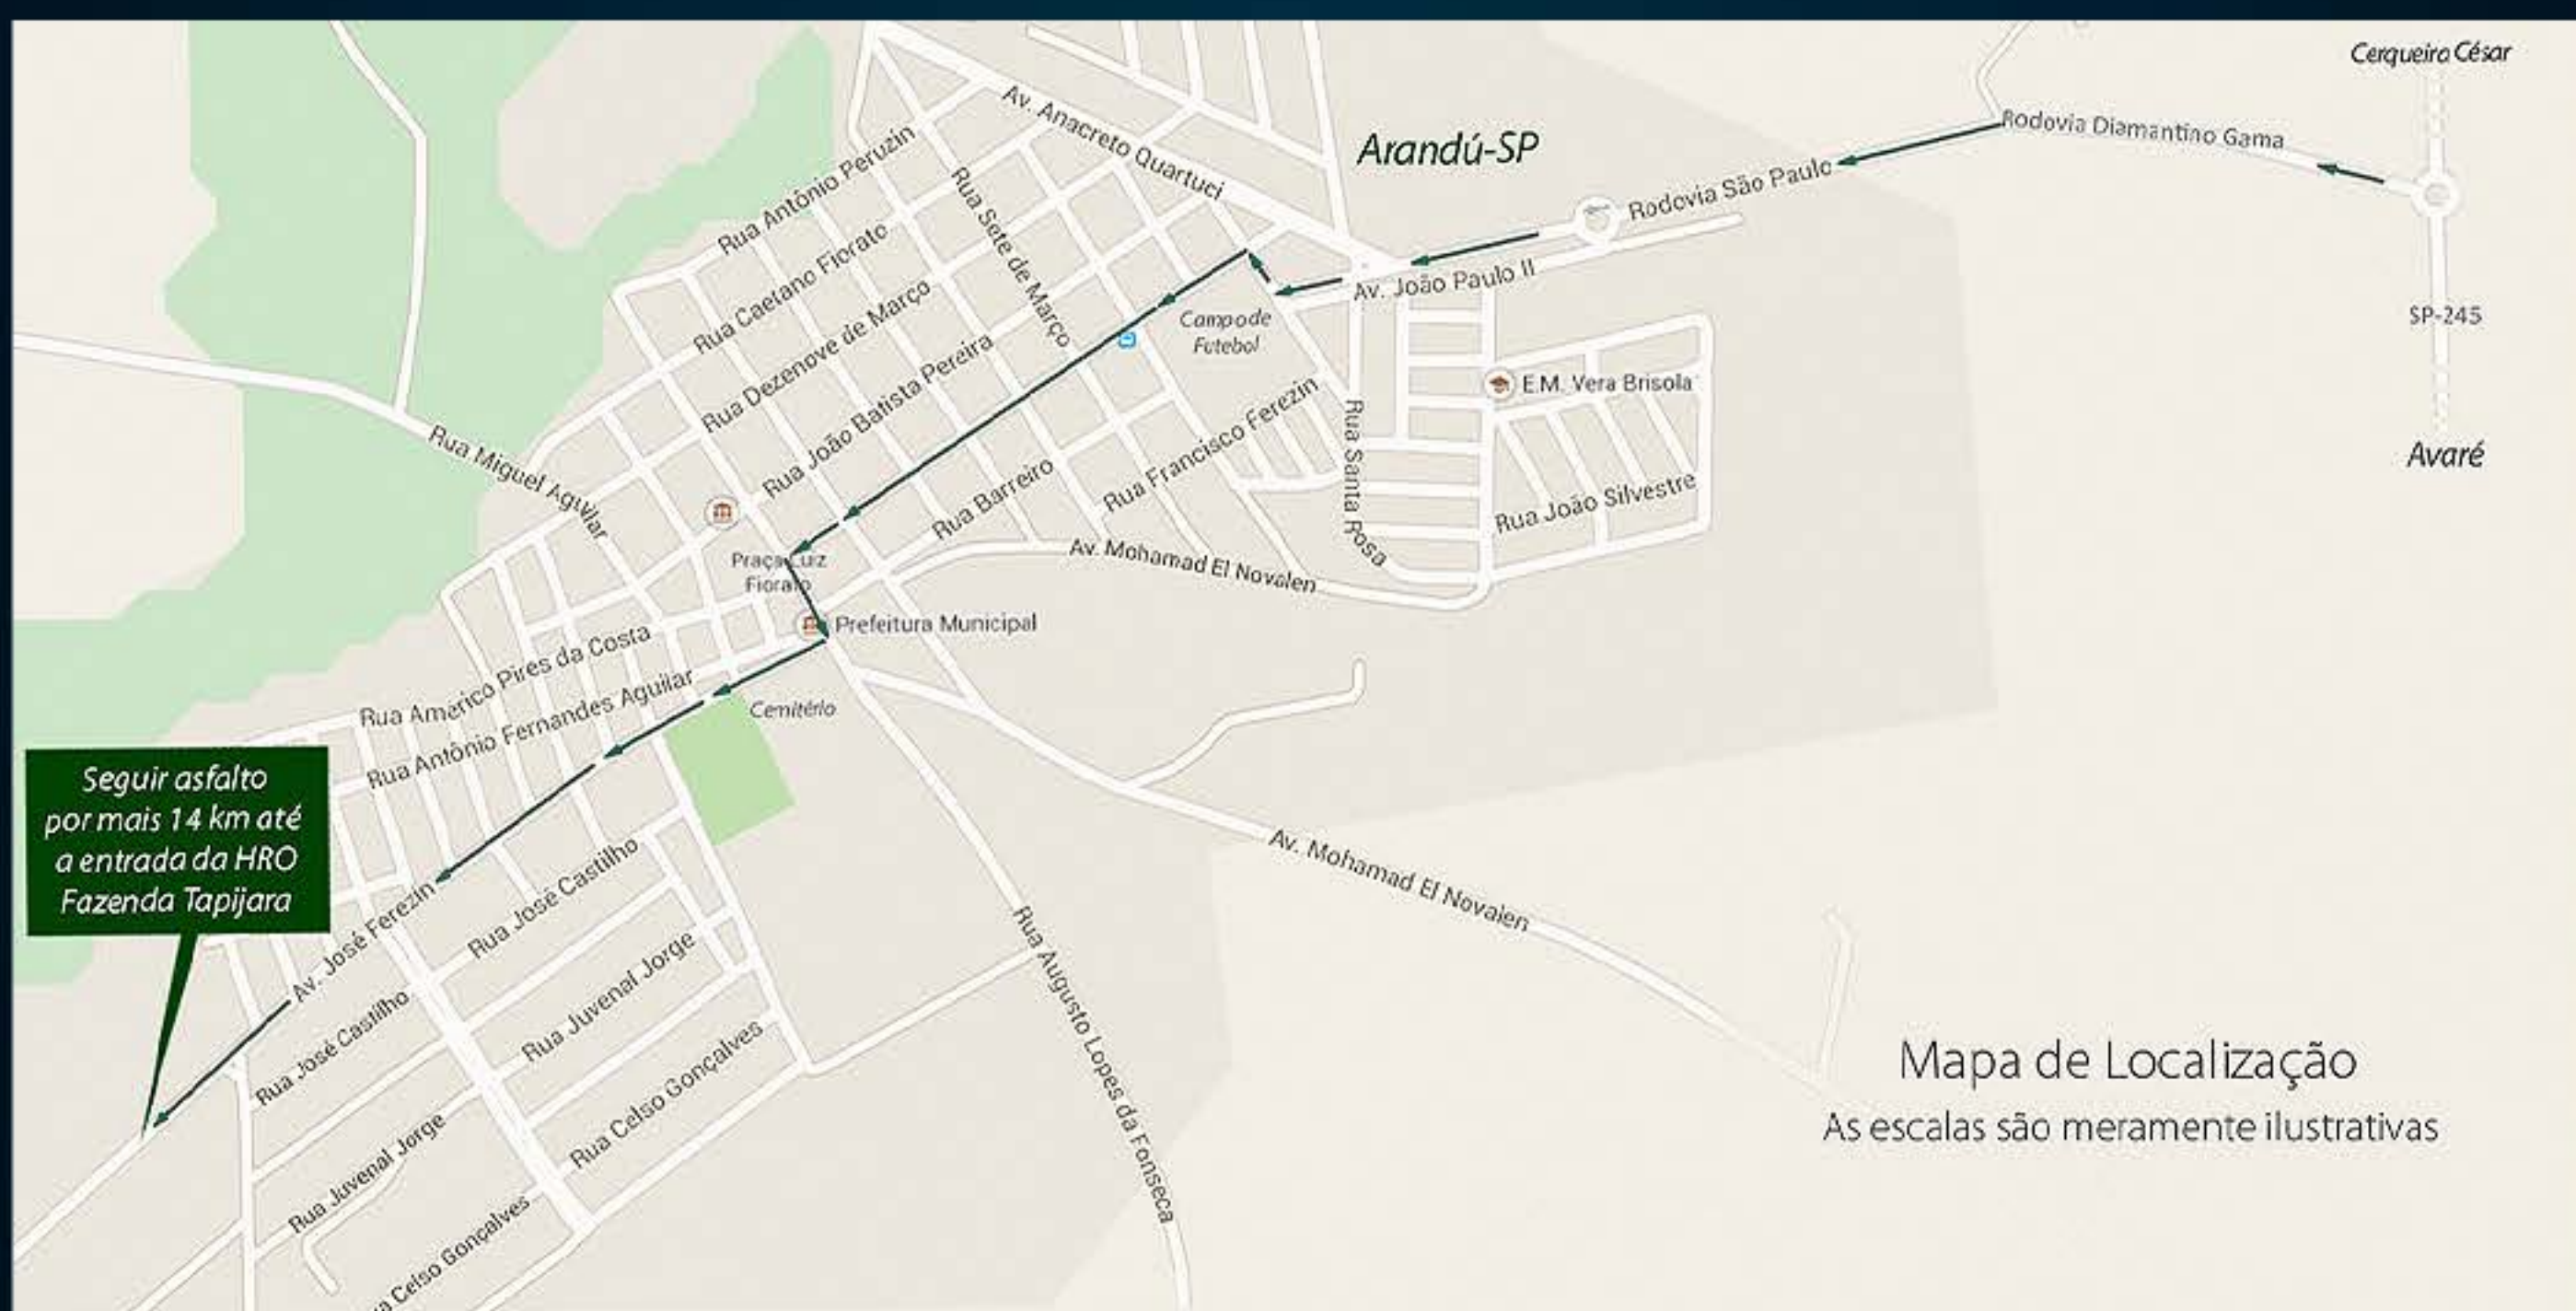 Cerqueira César
Rodovia Diamantino Gama
Av. Anacreto Quartuci
Arandú-SP
Rua Antônio Peruzin
Rodovia São Paulo
Rua Sete de Março
Rua Caetano Fiorato
Av. João Paulo II
Rua Dezenove de Março
SP-245
Campo de
Futebol
Rua João Batista Pereira
E.M. Vera Brisola
Rua Francisco Ferezin
Rua Santa Rosa
Avaré
Rua Miguel Aguilar
Rua Barreiro
Rua João Silvestre
Praça Luiz
Fiorato
Av. Mohamad El Novalen
Prefeitura Municipal
Rua Americo Pires da Costa
Rua Antônio Fernandes Aguilar
Cemitério
Seguir asfalto
por mais 14 km até
a entrada da HRO
Fazenda Tapijara
Av. Mohamad El Novalen
Rua José Castilho
Av. José Ferezin
Rua Juvenal Jorge
Rua José Castilho
Rua Augusto Lopes da Fonseca
Rua Celso Gonçalves
Mapa de Localização
As escalas são meramente ilustrativas
Rua Juvenal Jorge
ua Celso Gonçalves